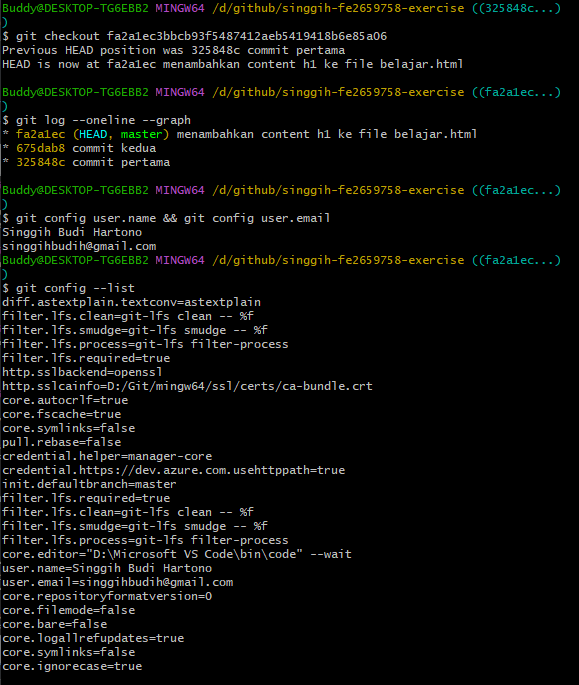 Buddy@DESKTOP-TG6EBB2 MINGW64 /d/github/singgih-fe2659758-exercise ((325848c...)
)
$ git checkout fa2a1ec3bbcb93f5487412aeb5419418b6e85a06
Previous HEAD position was 325848c commit pertama
HEAD is now at fa2a1ec menambahkan content h1 ke file belajar.html
Buddy@DESKTOP-TG6EBB2 MINGW64 /d/github/singgih-fe2659758-exercise ((fa2a1ec...)
)
$ git log --oneline --graph
* fa2a1ec (HEAD, master) menambahkan content h1 ke file belajar.html
* 675dab8 commit kedua
* 325848c commit pertama
Buddy@DESKTOP-TG6EBB2 MINGW64 /d/github/singgih-fe2659758-exercise ((fa2a1ec...)
)
$ git config user.name && git config user.email
Singgih Budi Hartono
singgihbudih@gmail.com
Buddy@DESKTOP-TG6EBB2 MINGW64 /d/github/singgih-fe2659758-exercise ((fa2a1ec...)
)
$ git config --list
diff.astextplain.textconv=astextplain
filter.lfs.clean=git-lfs clean -- %f
filter.lfs.smudge=git-lfs smudge -- %f
filter.lfs.process=git-lfs filter-process
filter.lfs.required=true
http.sslbackend=openssl
http.sslcainfo=D:/Git/mingw64/ssl/certs/ca-bundle.crt
core.autocrlf=true
core.fscache=true
core.symlinks=false
pull.rebase=false
credential.helper=manager-core
credential.https://dev.azure.com.usehttppath=true
init.defaultbranch=master
filter.lfs.required=true
filter.lfs.clean=git-lfs clean -- %f
filter.lfs.smudge=git-lfs smudge -- %f
filter.lfs.process=git-lfs filter-process
core.editor="D:\Microsoft VS Code\bin\code" --wait
user.name=Singgih Budi Hartono
user.email=singgihbudih@gmail.com
core.repositoryformatversion=0
core.filemode=false
core.bare=false
core.logallrefupdates=true
core.symlinks=false
core.ignorecase=true